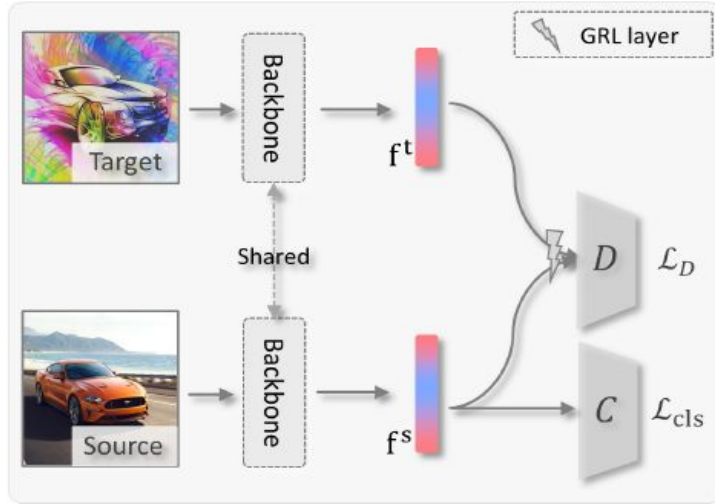 GRL layer
Target
Backbone
f^t
Shared
D
ℒ_D
Source
Backbone
f^s
C
ℒ_cls